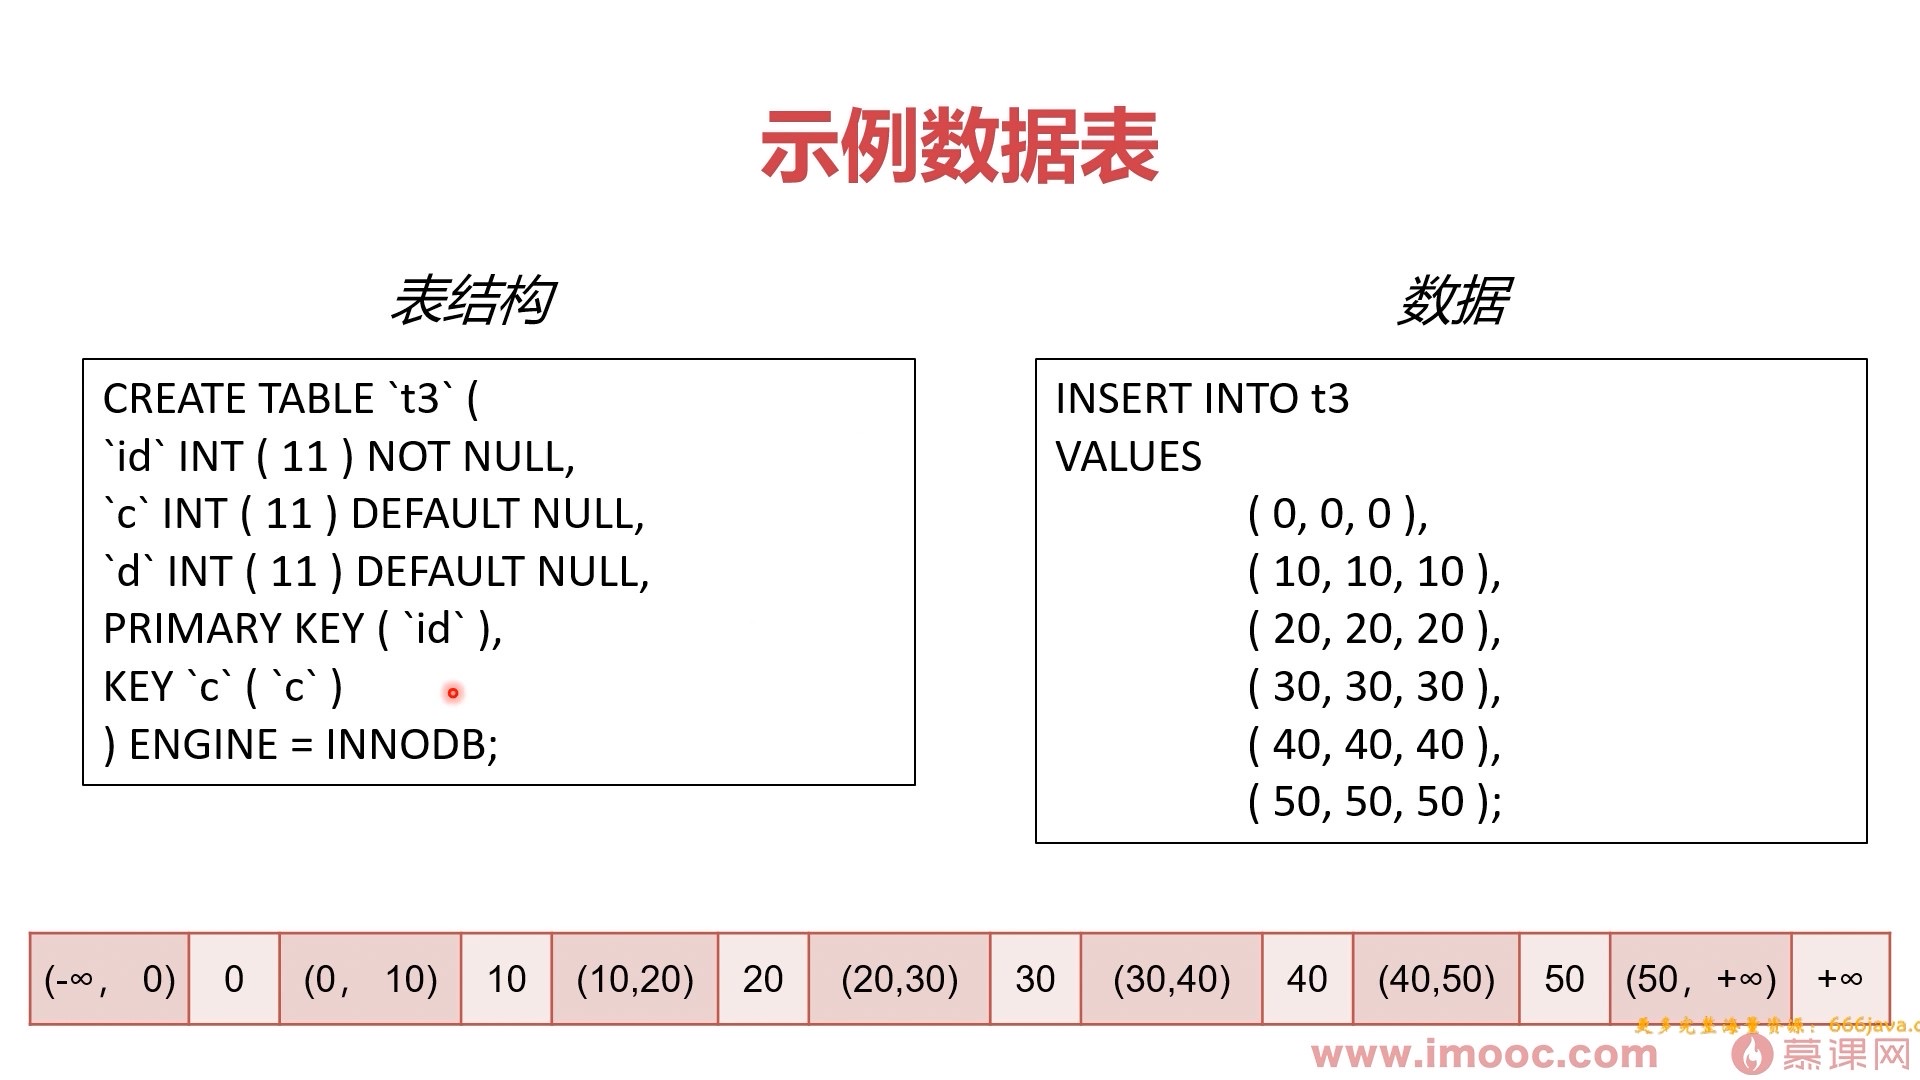 示例数据表
表结构
CREATE TABLE `t3` (
`id` INT ( 11 ) NOT NULL,
`c` INT ( 11 ) DEFAULT NULL,
`d` INT ( 11 ) DEFAULT NULL,
PRIMARY KEY ( `id` ),
KEY `c` ( `c` )
) ENGINE = INNODB;
数据
INSERT INTO t3
VALUES
( 0, 0, 0 ),
( 10, 10, 10 ),
( 20, 20, 20 ),
( 30, 30, 30 ),
( 40, 40, 40 ),
( 50, 50, 50 );
(-∞， 0) 0 (0， 10) 10 (10,20) 20 (20,30) 30 (30,40) 40 (40,50) 50 (50，+∞) +∞
更多完整海量资源：666java.c
www.imooc.com 慕课网